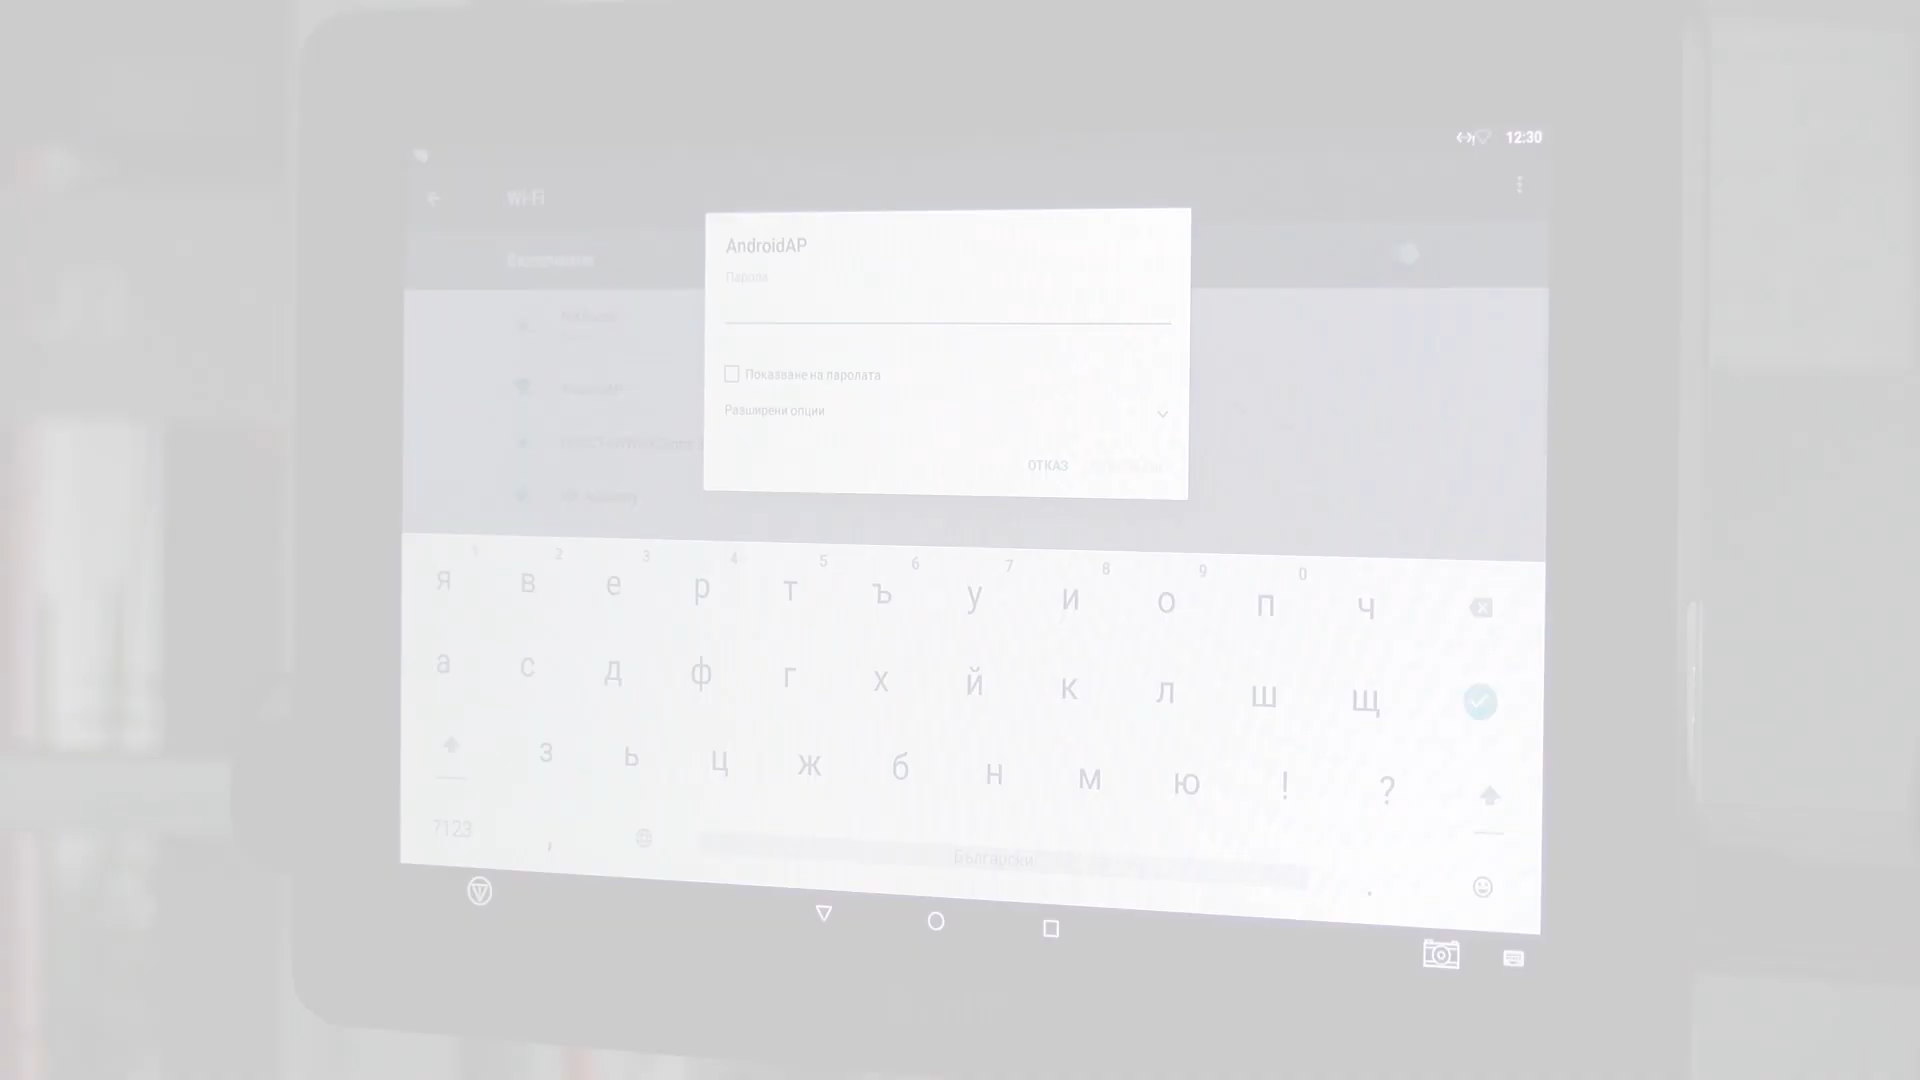 12:30
Wi-Fi
AndroidAP
Парола
Показване на паролата
Разширени опции
ОТКАЗ
1 2 3 4 5 6 7 8 9 0
я в е р т ъ у и о п ч
а с д ф г х й к л ш щ
з ь ц ж б н м ю ! ?
?123 , Български .